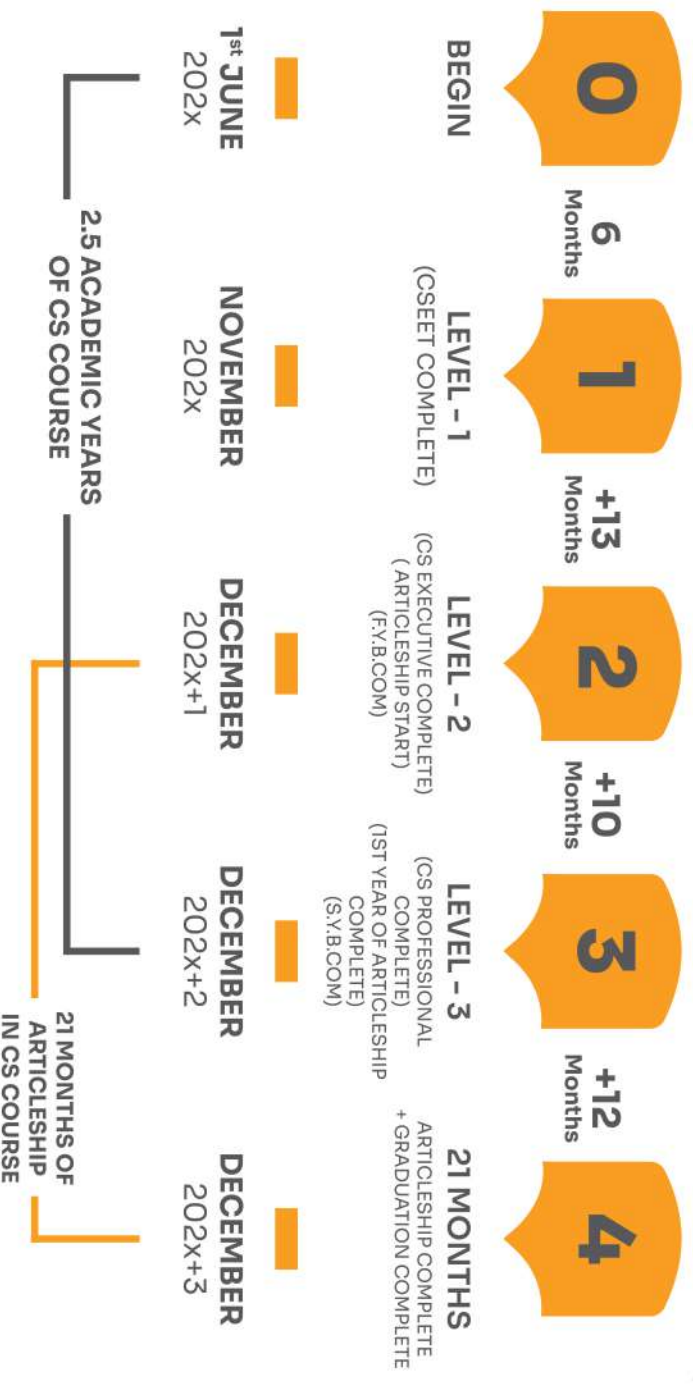 0
6
Months
1
+13
Months
2
+10
Months
3
+12
Months
4
BEGIN
LEVEL - 1
(CSEET COMPLETE)
LEVEL - 2
(CS EXECUTIVE COMPLETE)
( ARTICLESHIP START)
(F.Y.B.COM)
LEVEL - 3
(CS PROFESSIONAL
COMPLETE)
(1ST YEAR OF ARTICLESHIP
COMPLETE)
(S.Y.B.COM)
21 MONTHS
ARTICLESHIP COMPLETE
+ GRADUATION COMPLETE
1st JUNE
202x
NOVEMBER
202x
DECEMBER
202x+1
DECEMBER
202x+2
DECEMBER
202x+3
2.5 ACADEMIC YEARS
OF CS COURSE
21 MONTHS OF
ARTICLESHIP
IN CS COURSE